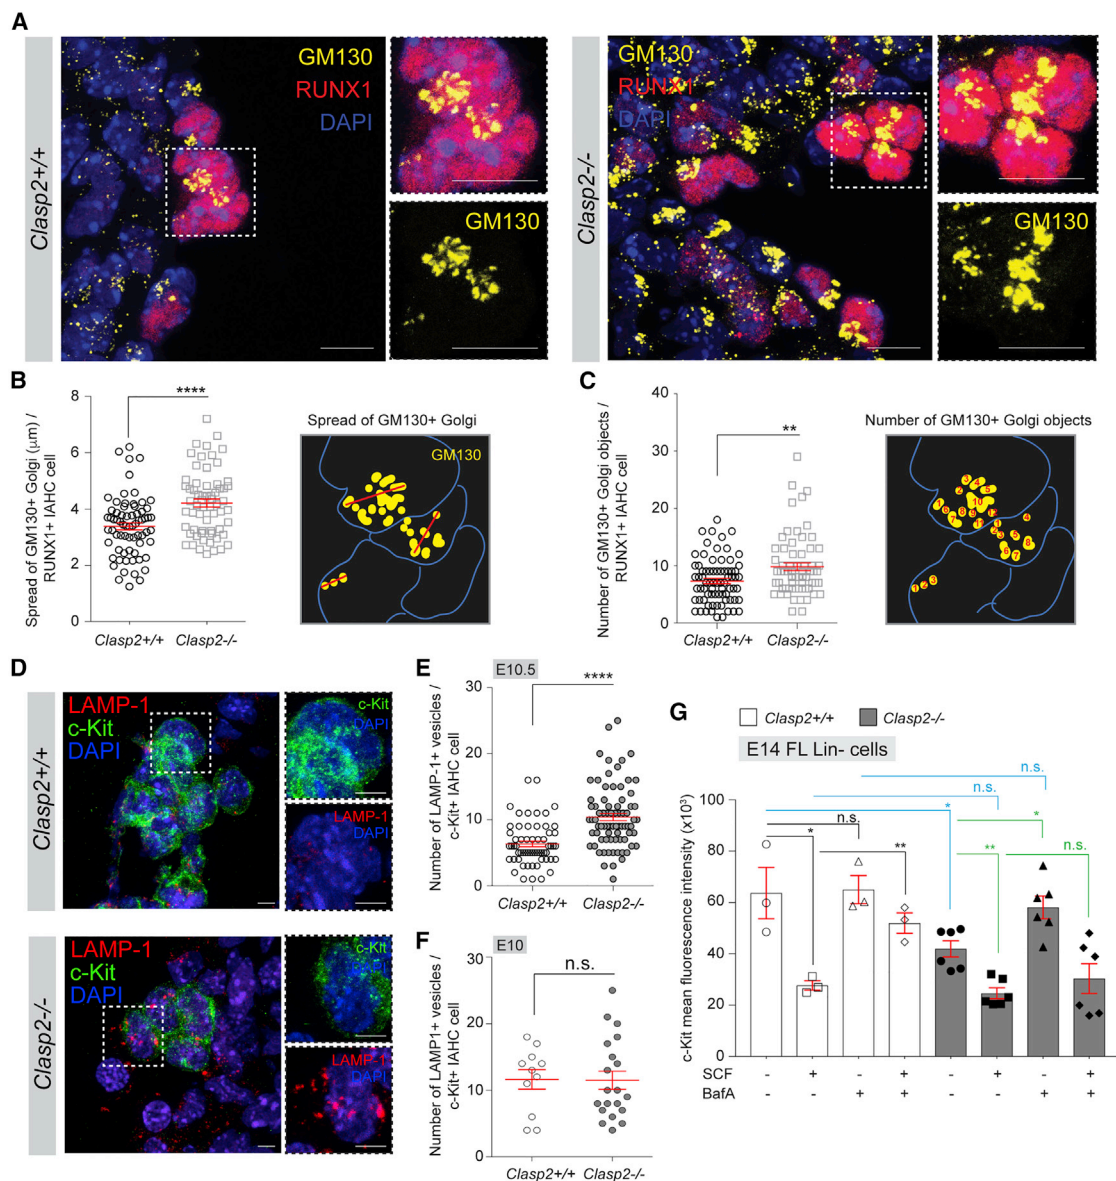 A
Clasp2+/+
GM130
RUNX1
DAPI
GM130
Clasp2-/-
GM130
RUNX1
DAPI
GM130
B
Spread of GM130+ Golgi (µm) /
RUNX1+ IAHC cell
8
6
4
2
0
****
Clasp2+/+ Clasp2-/-
Spread of GM130+ Golgi
GM130
C
Number of GM130+ Golgi objects /
RUNX1+ IAHC cell
40
30
20
10
0
**
Clasp2+/+ Clasp2-/-
Number of GM130+ Golgi objects
D
Clasp2+/+
LAMP-1
c-Kit
DAPI
c-Kit
DAPI
LAMP-1
DAPI
Clasp2-/-
LAMP-1
c-Kit
DAPI
c-Kit
LAMP-1
DAPI
E
E10.5
Number of LAMP-1+ vesicles /
c-Kit+ IAHC cell
30
20
10
0
****
Clasp2+/+ Clasp2-/-
F
E10
Number of LAMP1+ vesicles /
c-Kit+ IAHC cell
30
20
10
0
n.s.
Clasp2+/+ Clasp2-/-
G
Clasp2+/+ Clasp2-/-
E14 FL Lin- cells
c-Kit mean fluorescence intensity (x10³)
100
80
60
40
20
0
n.s.
n.s.
*
n.s.
*
*
**
**
n.s.
SCF - + - + - + - +
BafA - - + + - - + +